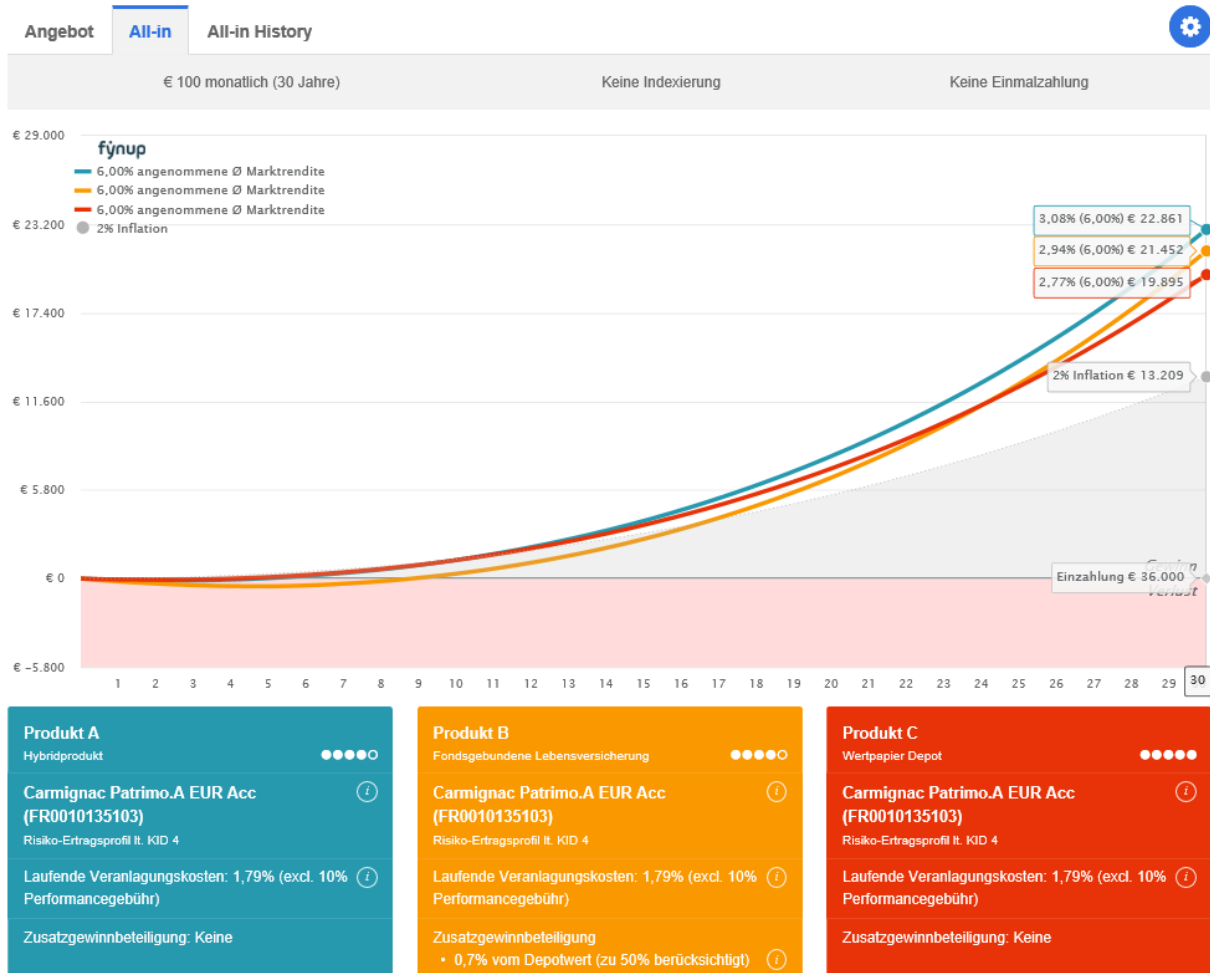 Angebot All-in All-in History
€ 100 monatlich (30 Jahre) Keine Indexierung Keine Einmalzahlung
€ 29.000
fynup
6,00% angenommene Ø Marktrendite
6,00% angenommene Ø Marktrendite
6,00% angenommene Ø Marktrendite
2% Inflation
€ 23.200
3,08% (6,00%) € 22.861
2,94% (6,00%) € 21.452
2,77% (6,00%) € 19.895
€ 17.400
2% Inflation € 13.209
€ 11.600
€ 5.800
€ 0
Gewinn
Einzahlung € 36.000
Verlust
€ −5.800
1 2 3 4 5 6 7 8 9 10 11 12 13 14 15 16 17 18 19 20 21 22 23 24 25 26 27 28 29 30
Produkt A
Hybridprodukt
Carmignac Patrimo.A EUR Acc
(FR0010135103)
Risiko-Ertragsprofil lt. KID 4
Laufende Veranlagungskosten: 1,79% (excl. 10%
Performancegebühr)
Zusatzgewinnbeteiligung: Keine
Produkt B
Fondsgebundene Lebensversicherung
Carmignac Patrimo.A EUR Acc
(FR0010135103)
Risiko-Ertragsprofil lt. KID 4
Laufende Veranlagungskosten: 1,79% (excl. 10%
Performancegebühr)
Zusatzgewinnbeteiligung
• 0,7% vom Depotwert (zu 50% berücksichtigt)
Produkt C
Wertpapier Depot
Carmignac Patrimo.A EUR Acc
(FR0010135103)
Risiko-Ertragsprofil lt. KID 4
Laufende Veranlagungskosten: 1,79% (excl. 10%
Performancegebühr)
Zusatzgewinnbeteiligung: Keine